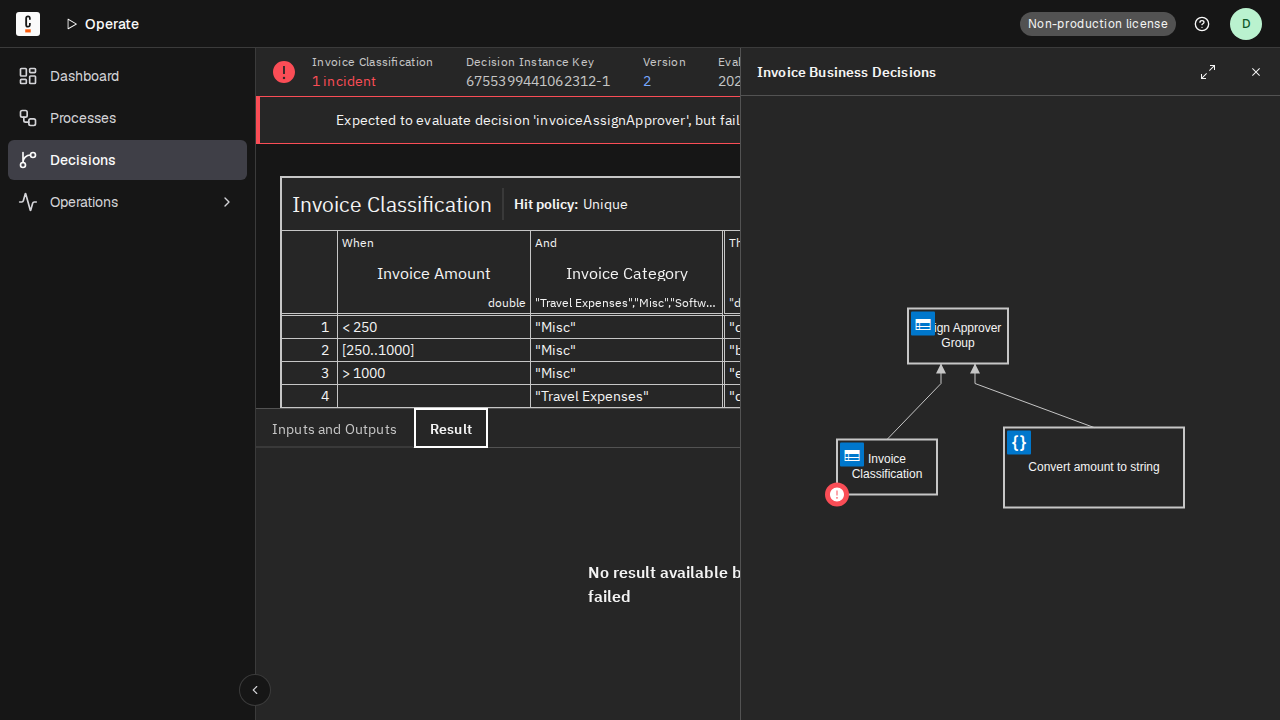 Operate
Non-production license
D
Dashboard
Processes
Decisions
Operations
Invoice Classification
1 incident
Decision Instance Key
6755399441062312-1
Version
2
Eval
202
Invoice Business Decisions
Expected to evaluate decision 'invoiceAssignApprover', but fail
Invoice Classification
Hit policy: Unique
When
And
Th
Invoice Amount
Invoice Category
double
"Travel Expenses","Misc","Softw...
"d
1
< 250
"Misc"
2
[250..1000]
"Misc"
3
> 1000
"Misc"
"e
4
"Travel Expenses"
Inputs and Outputs
Result
No result available b
failed
ign Approver
Group
Invoice
Classification
{}
Convert amount to string